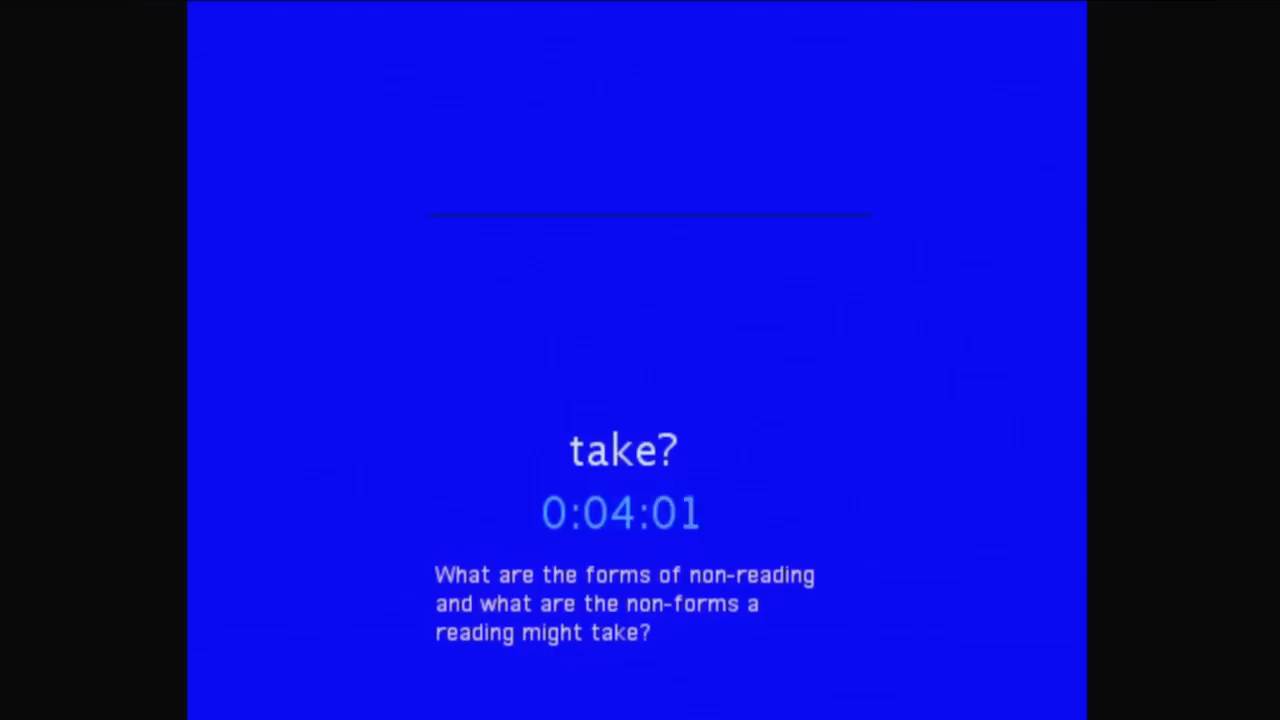 take?
0:04:01
What are the forms of non-reading
and what are the non-forms a
reading might take?